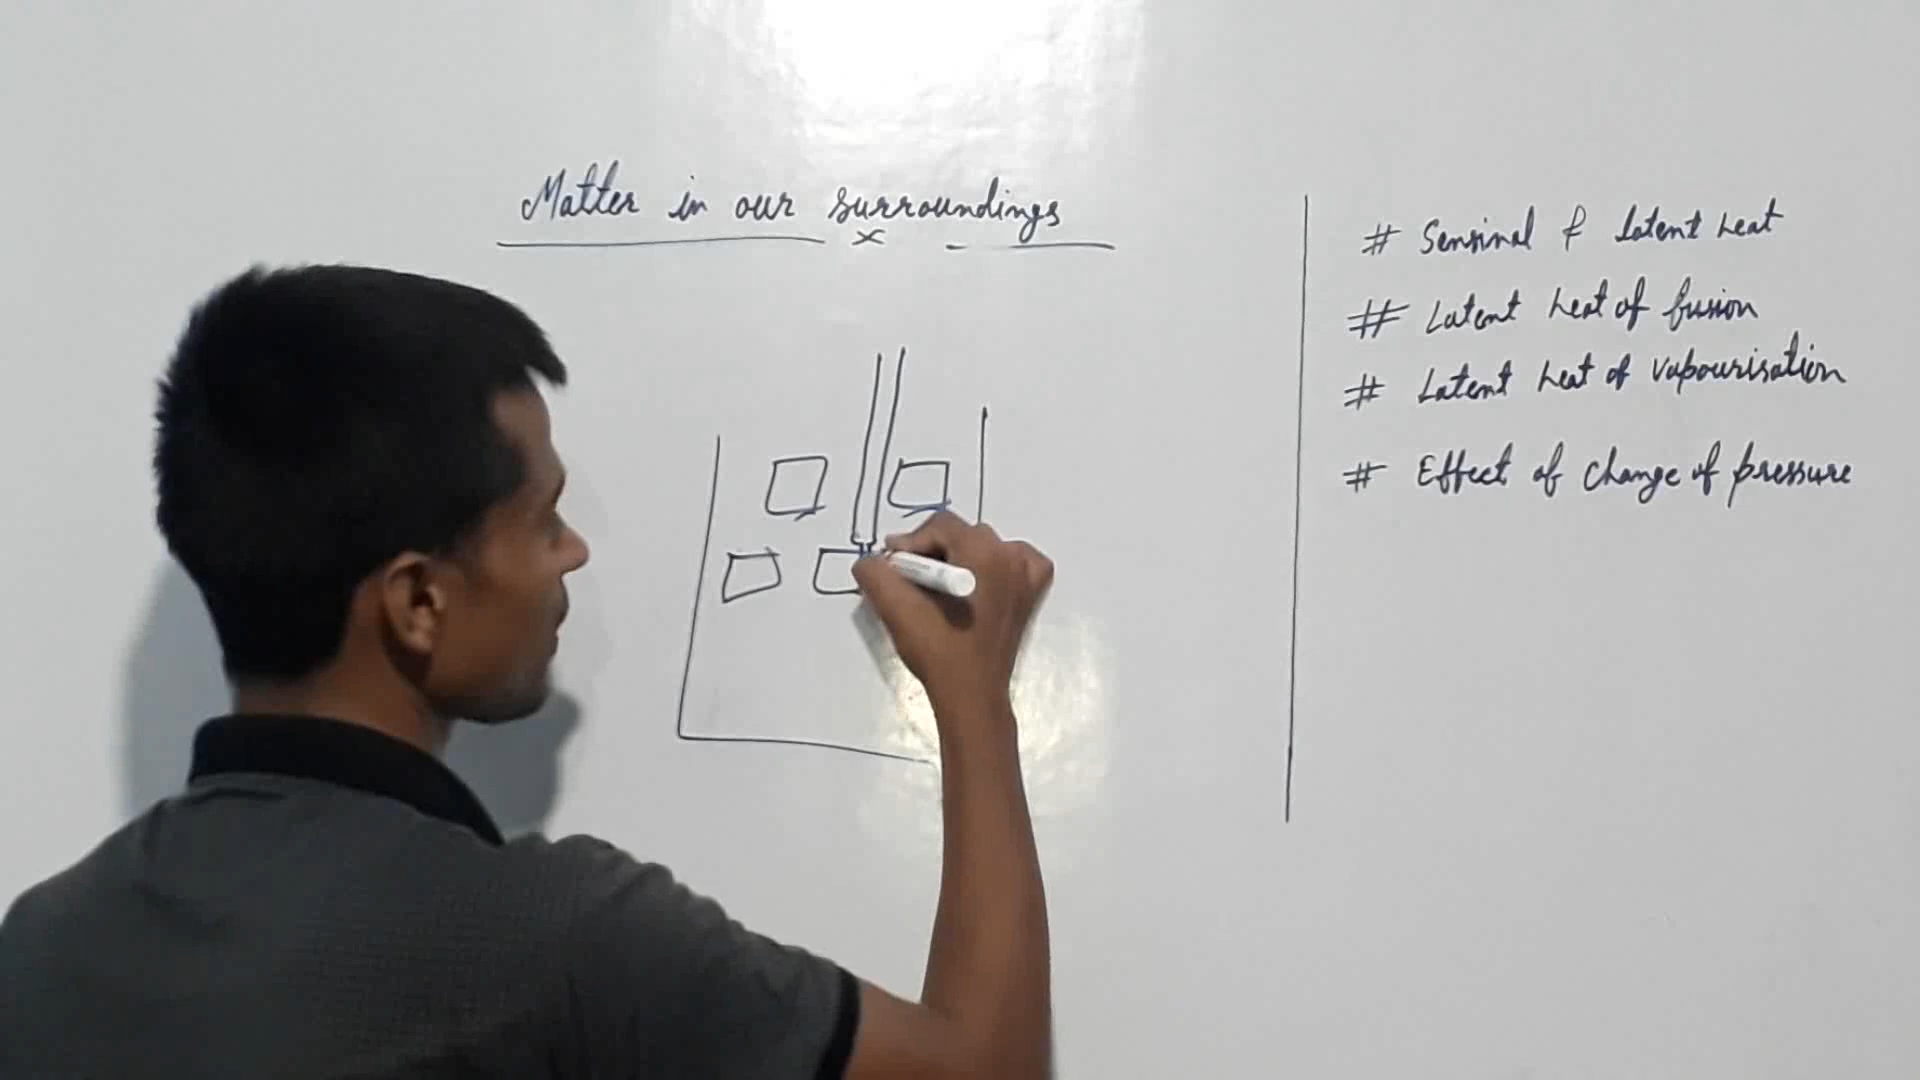 Matter in our surroundings
# Sensinal & Latent heat
# Latent heat of fusion
# Latent heat of vapourisation
# Effect of change of pressure